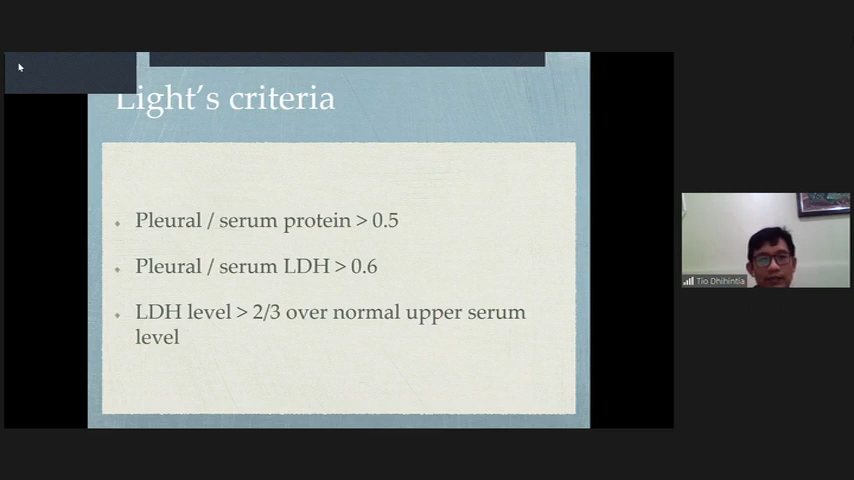 Light's criteria
Pleural / serum protein > 0.5
Pleural / serum LDH > 0.6
LDH level > 2/3 over normal upper serum
level
Tio Dhihintia